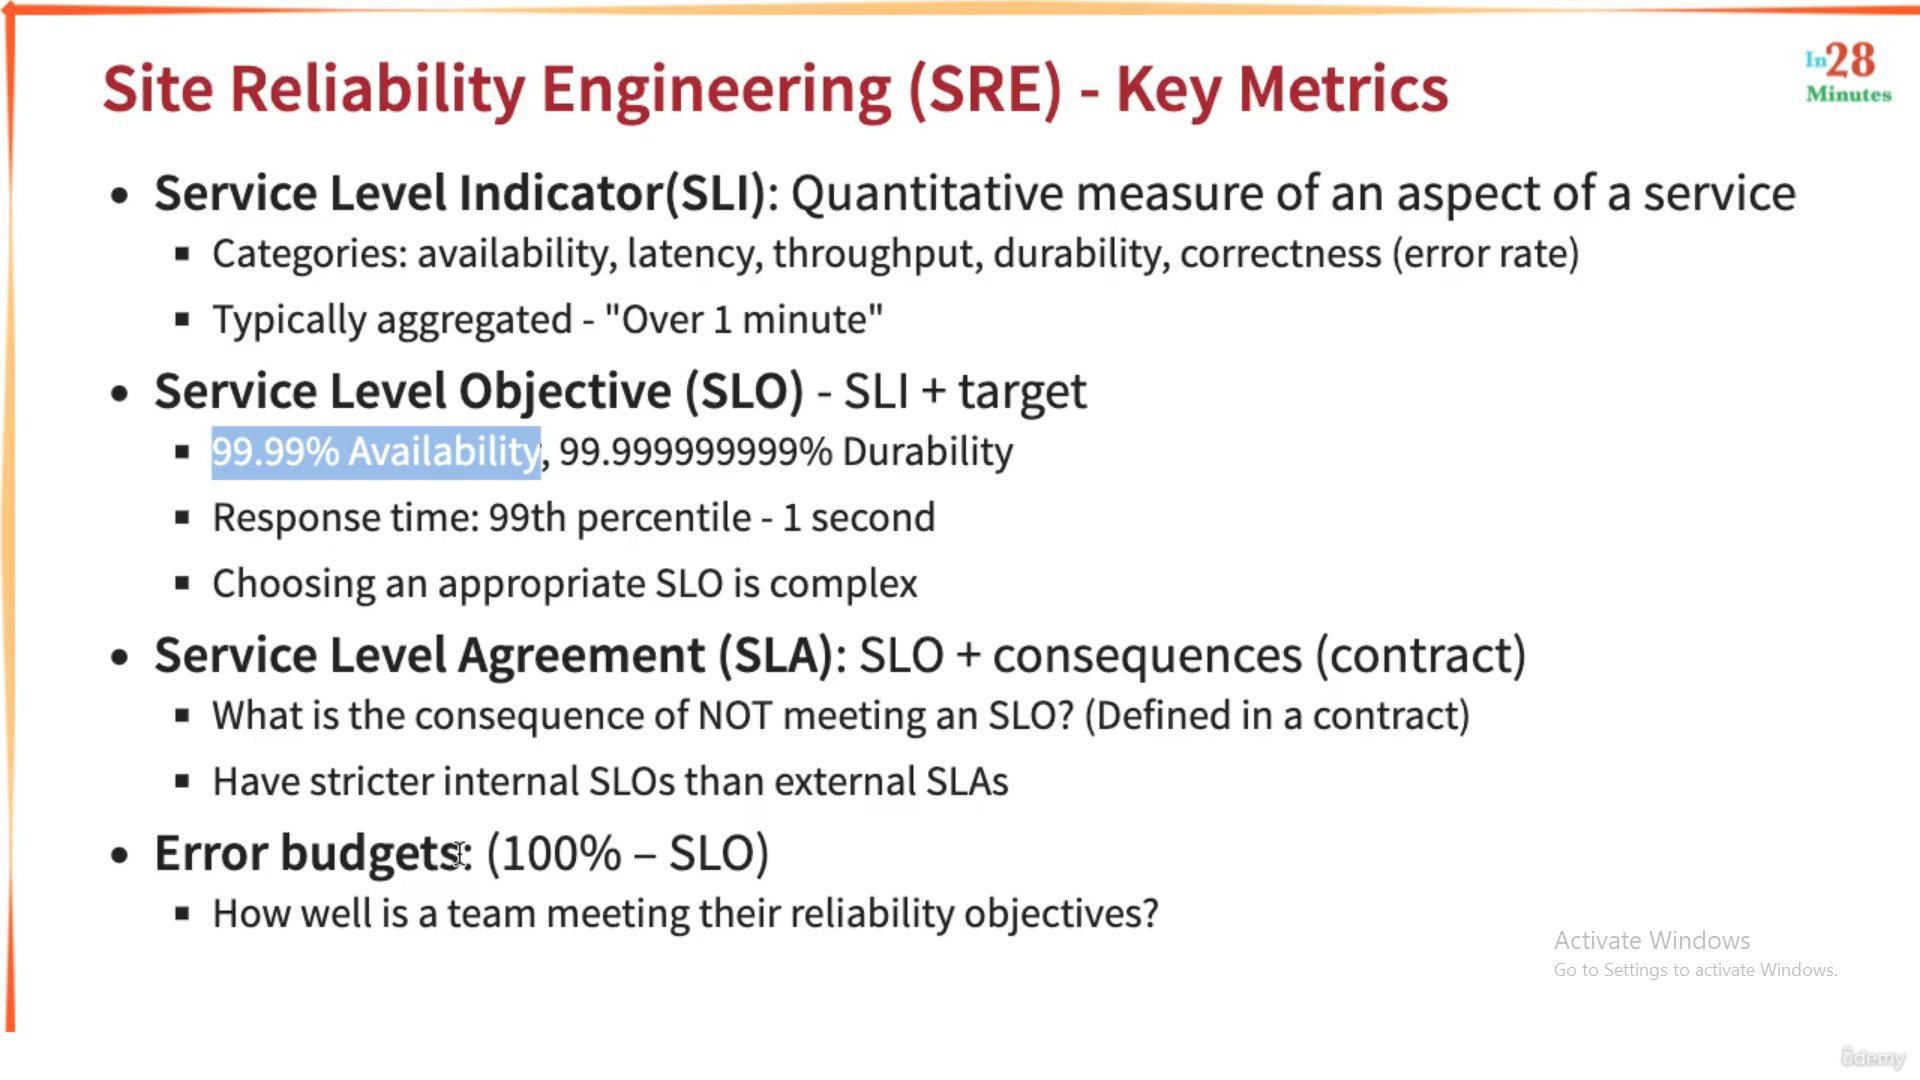 Site Reliability Engineering (SRE) - Key Metrics
In28
Minutes
• Service Level Indicator(SLI): Quantitative measure of an aspect of a service
▪ Categories: availability, latency, throughput, durability, correctness (error rate)
▪ Typically aggregated - "Over 1 minute"
• Service Level Objective (SLO) - SLI + target
▪ 99.99% Availability, 99.999999999% Durability
▪ Response time: 99th percentile - 1 second
▪ Choosing an appropriate SLO is complex
• Service Level Agreement (SLA): SLO + consequences (contract)
▪ What is the consequence of NOT meeting an SLO? (Defined in a contract)
▪ Have stricter internal SLOs than external SLAs
• Error budgets: (100% – SLO)
▪ How well is a team meeting their reliability objectives?
Activate Windows
Go to Settings to activate Windows.
ûdemy